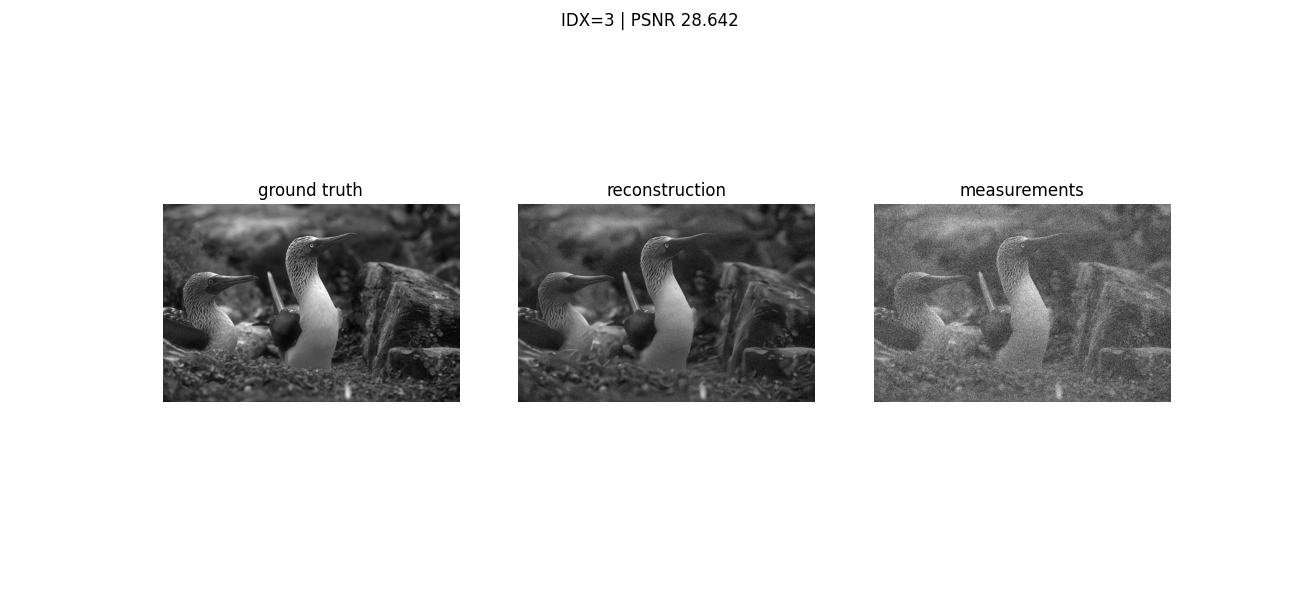 IDX=3 | PSNR 28.642
ground truth
reconstruction
measurements